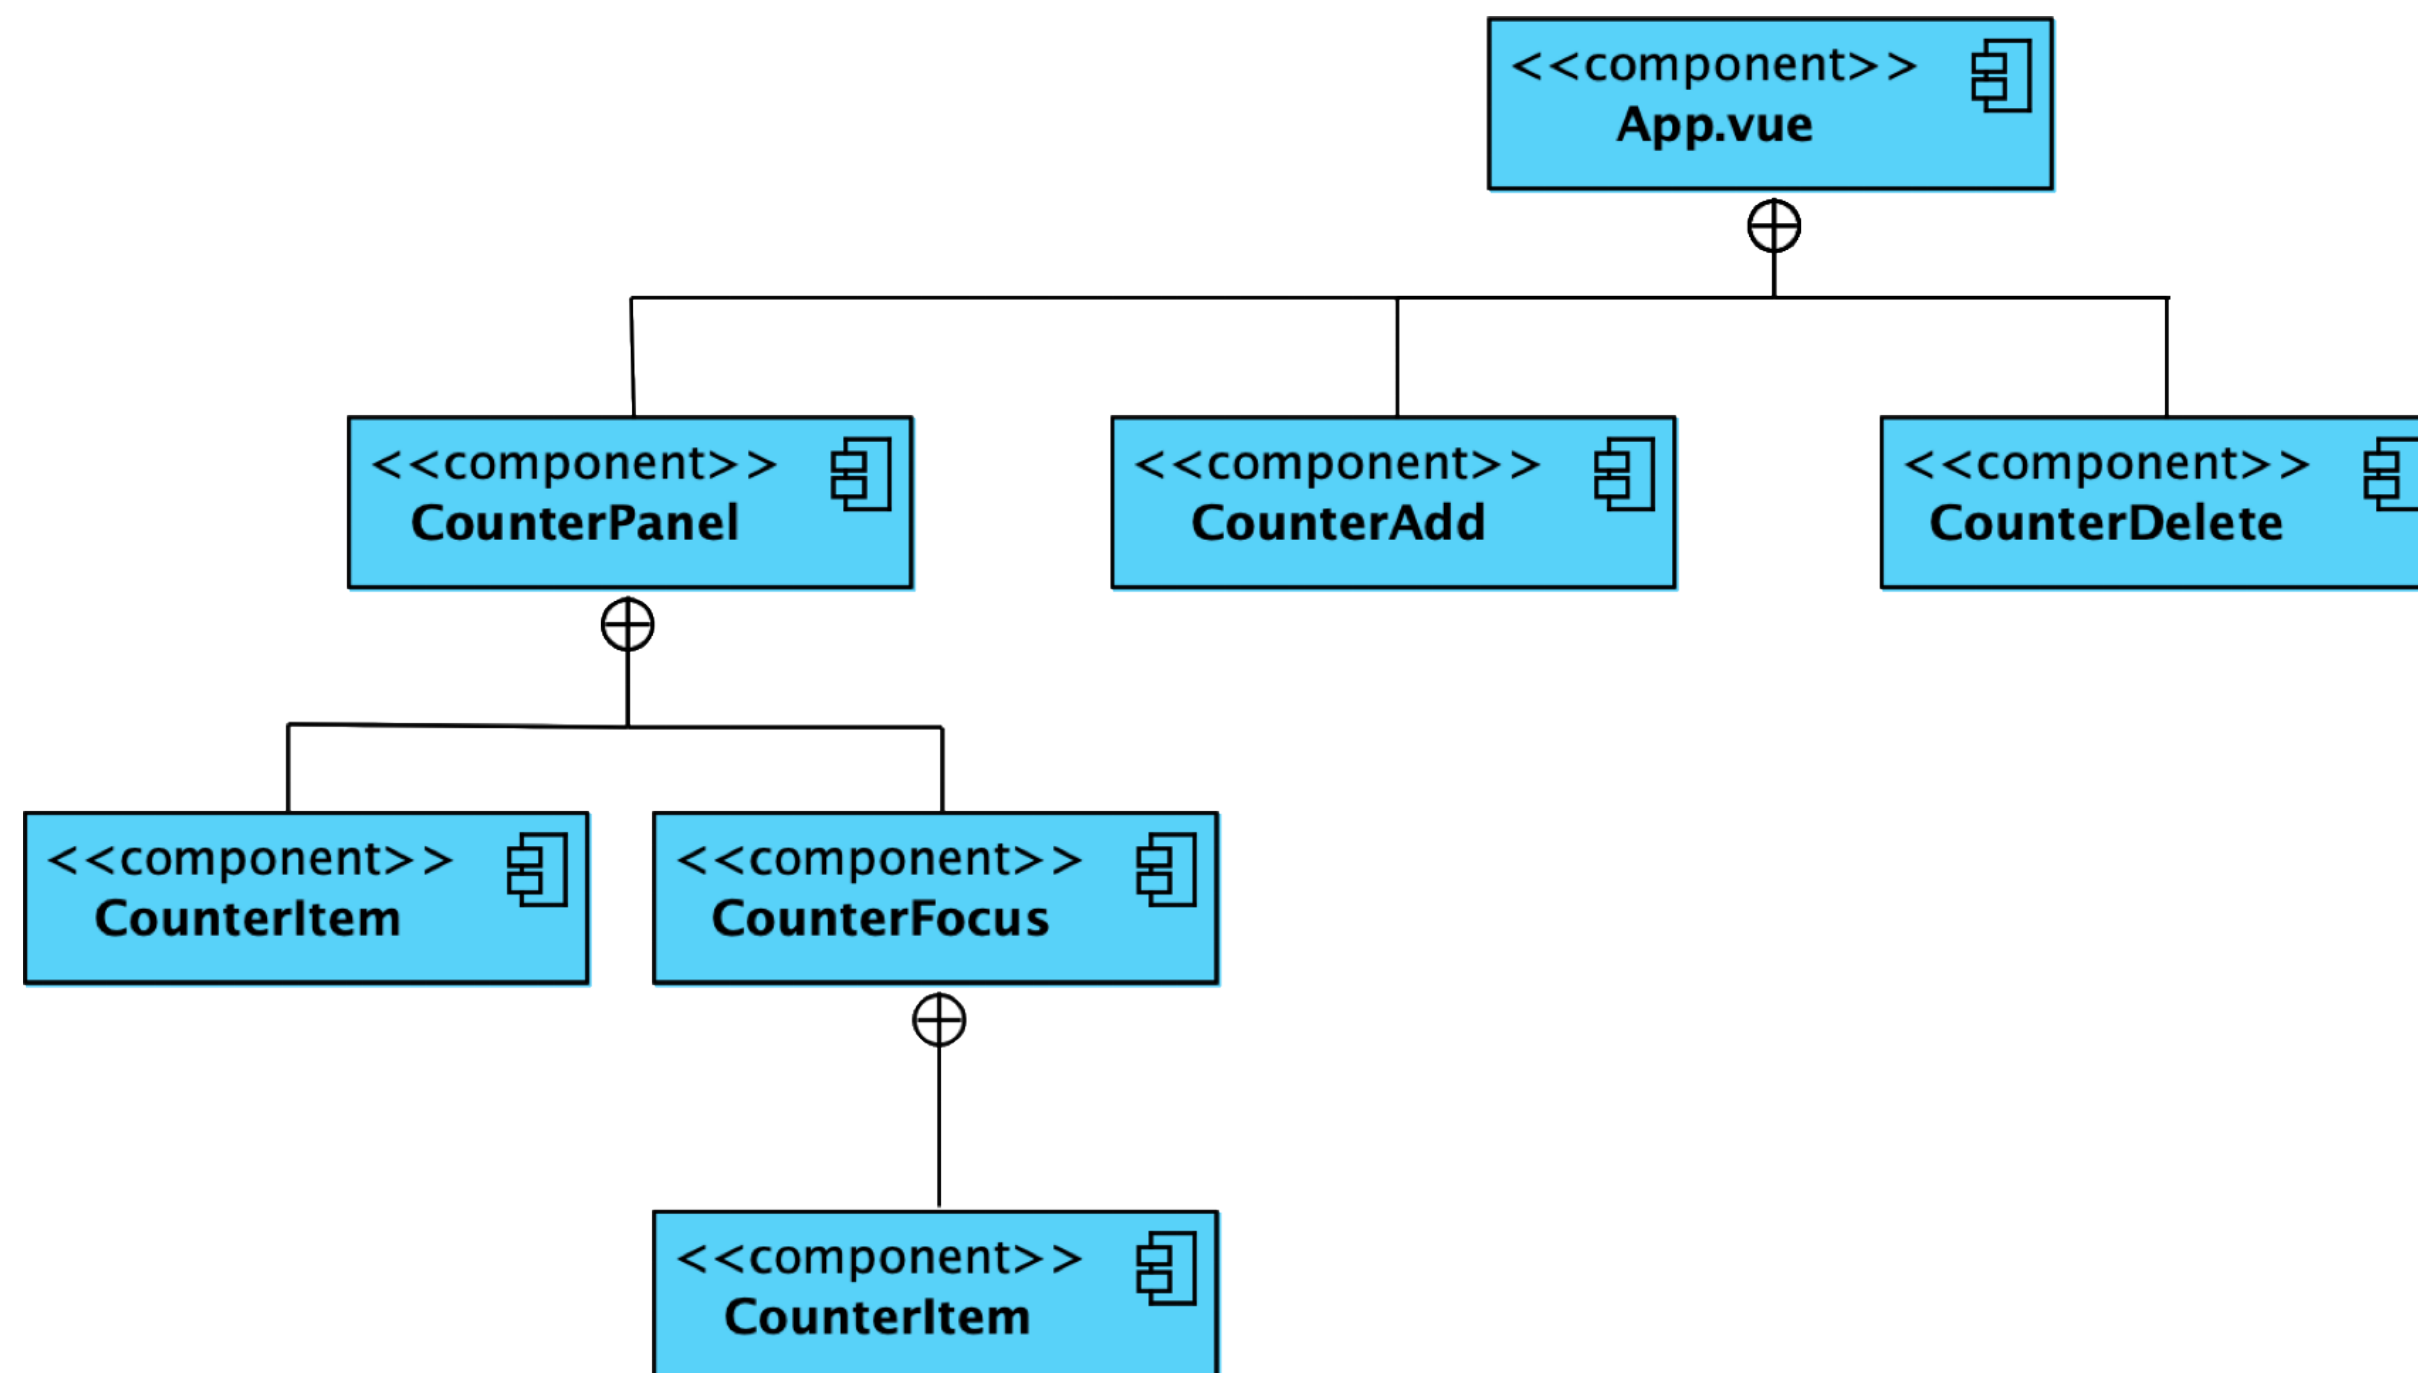 <<component>>
App.vue
<<component>>
CounterPanel
<<component>>
CounterAdd
<<component>>
CounterDelete
<<component>>
CounterItem
<<component>>
CounterFocus
<<component>>
CounterItem